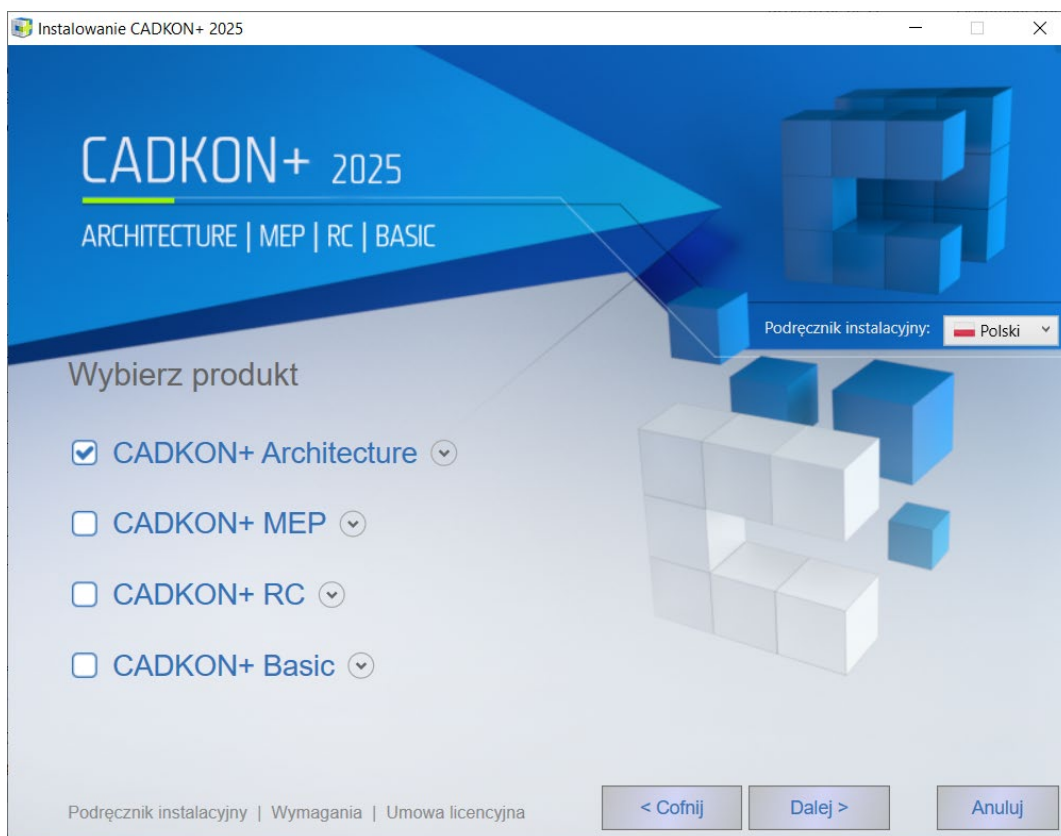 Instalowanie CADKON+ 2025
CADKON+ 2025
ARCHITECTURE | MEP | RC | BASIC
Podręcznik instalacyjny: Polski
Wybierz produkt
CADKON+ Architecture
CADKON+ MEP
CADKON+ RC
CADKON+ Basic
Podręcznik instalacyjny | Wymagania | Umowa licencyjna
< Cofnij Dalej > Anuluj